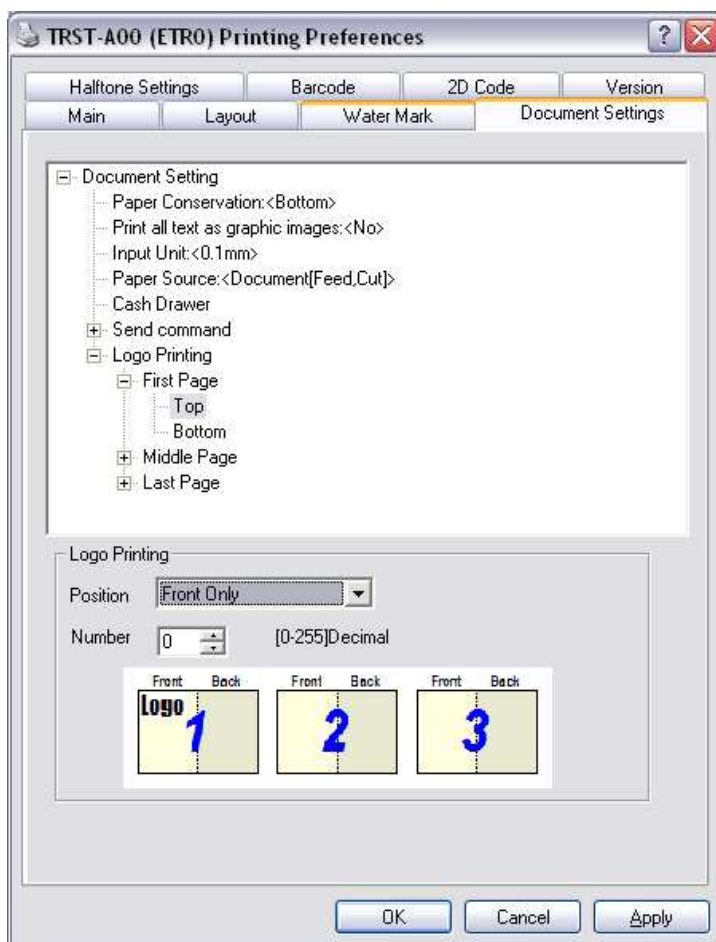 TRST-A00 (ETR0) Printing Preferences
Halftone Settings Barcode 2D Code Version
Main Layout Water Mark Document Settings
Document Setting
Paper Conservation:<Bottom>
Print all text as graphic images:<No>
Input Unit:<0.1mm>
Paper Source:<Document[Feed,Cut]>
Cash Drawer
Send command
Logo Printing
First Page
Top
Bottom
Middle Page
Last Page
Logo Printing
Position Front Only
Number 0 [0-255]Decimal
Front Back Front Back Front Back
Logo 1 2 3
OK Cancel Apply